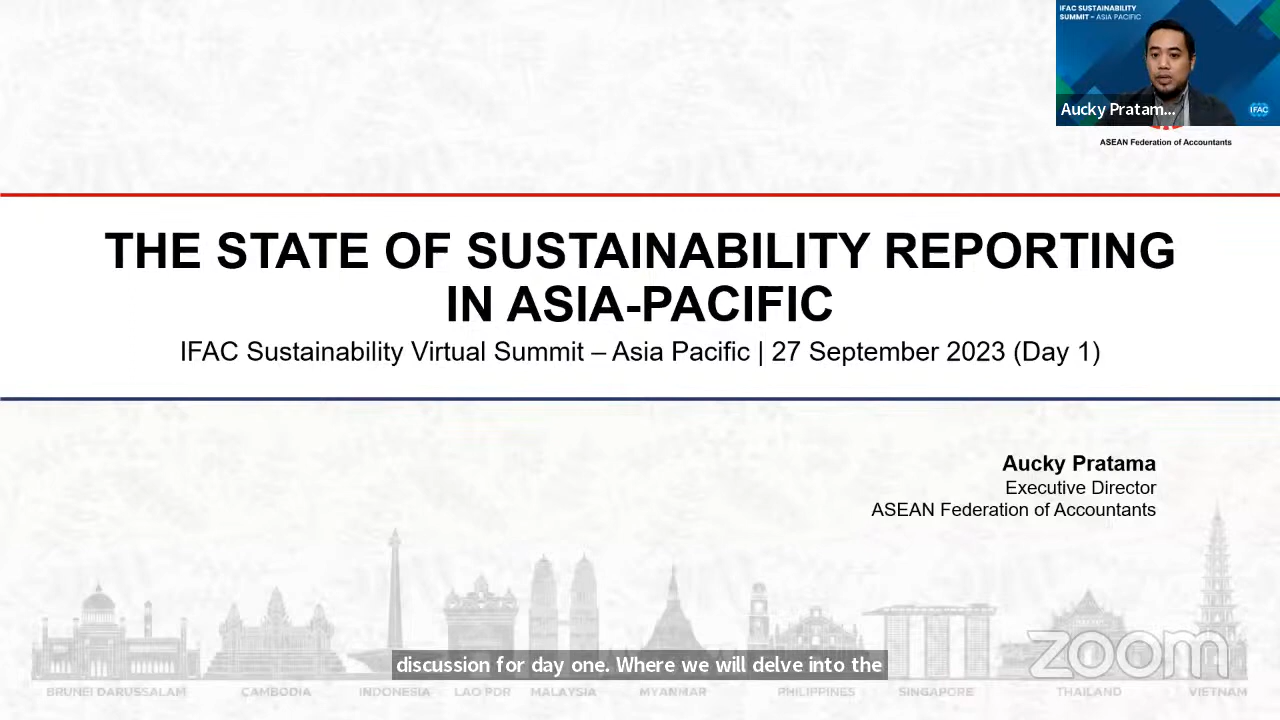 IFAC SUSTAINABILITY
SUMMIT – ASIA PACIFIC
Aucky Pratam...
IFAC
ASEAN Federation of Accountants
THE STATE OF SUSTAINABILITY REPORTING
IN ASIA-PACIFIC
IFAC Sustainability Virtual Summit – Asia Pacific | 27 September 2023 (Day 1)
Aucky Pratama
Executive Director
ASEAN Federation of Accountants
zoom
discussion for day one. Where we will delve into the
BRUNEI DARUSSALAM CAMBODIA INDONESIA LAO PDR MALAYSIA MYANMAR PHILIPPINES SINGAPORE THAILAND VIETNAM